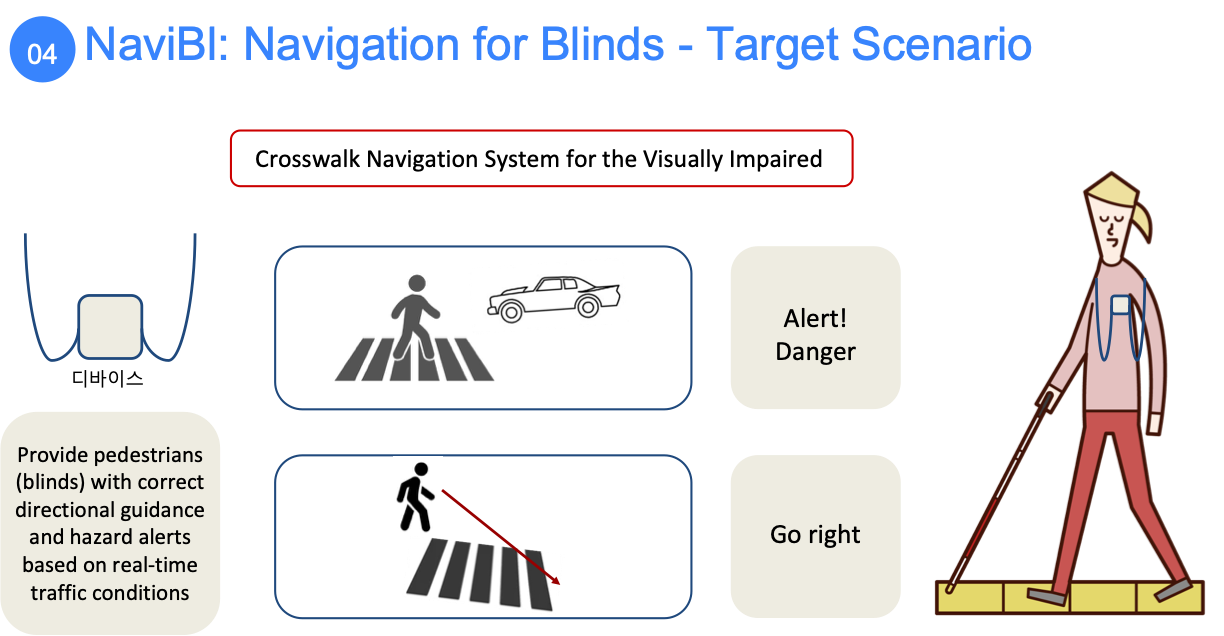 04
NaviBl: Navigation for Blinds - Target Scenario
Crosswalk Navigation System for the Visually Impaired
디바이스
Provide pedestrians
(blinds) with correct
directional guidance
and hazard alerts
based on real-time
traffic conditions
Alert!
Danger
Go right